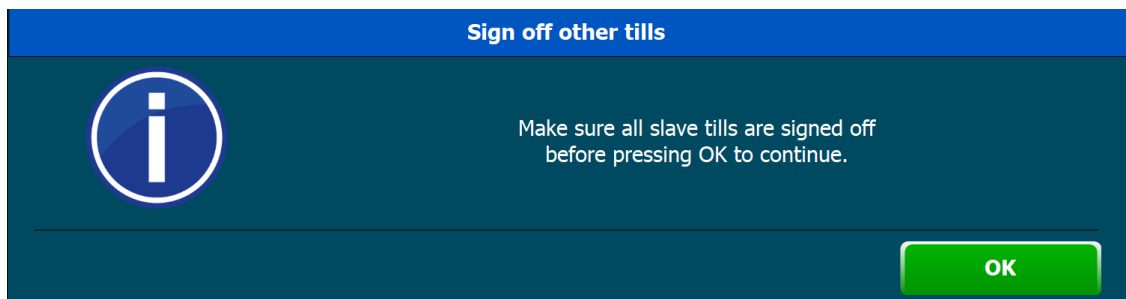 Sign off other tills
Make sure all slave tills are signed off
before pressing OK to continue.
OK